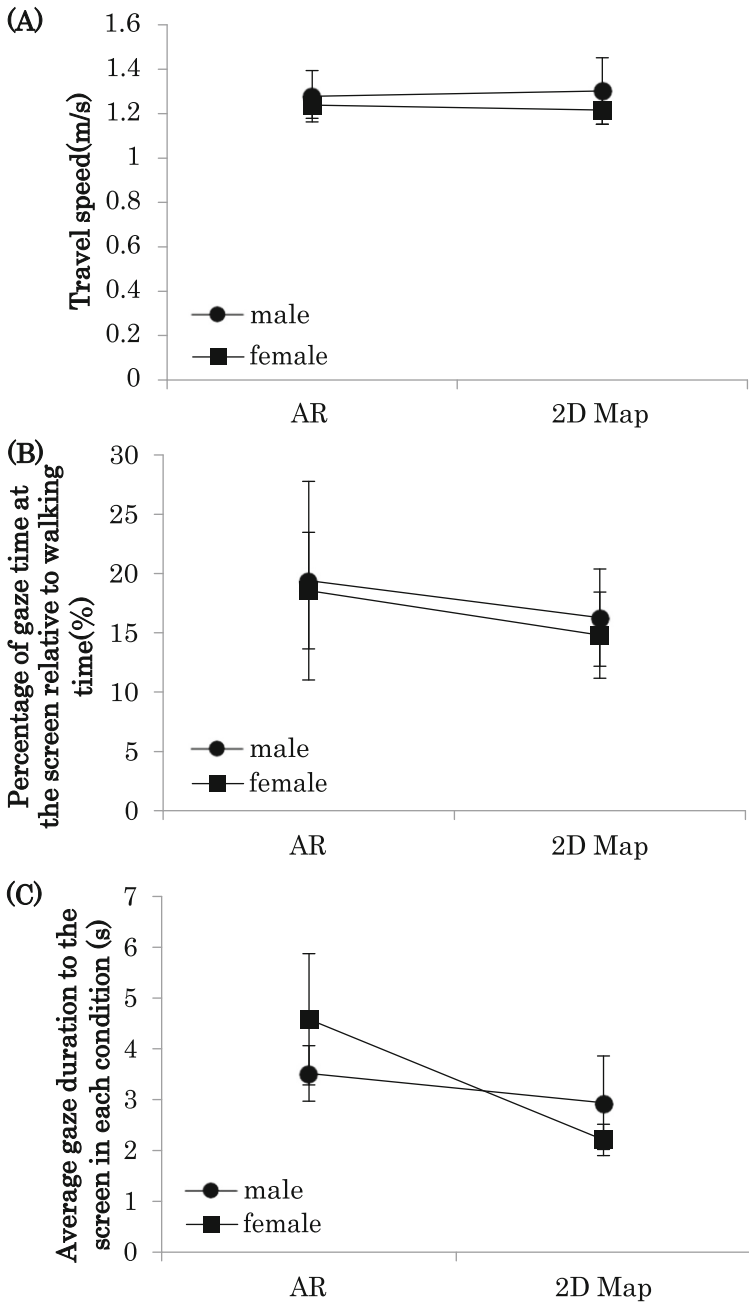 (A)
Travel speed(m/s)
1.6
1.4
1.2
1
0.8
0.6
0.4
0.2
0
male
female
AR
2D Map
(B)
Percentage of gaze time at
the screen relative to walking
time(%)
30
25
20
15
10
5
0
male
female
AR
2D Map
(C)
Average gaze duration to the
screen in each condition (s)
7
6
5
4
3
2
1
0
male
female
AR
2D Map